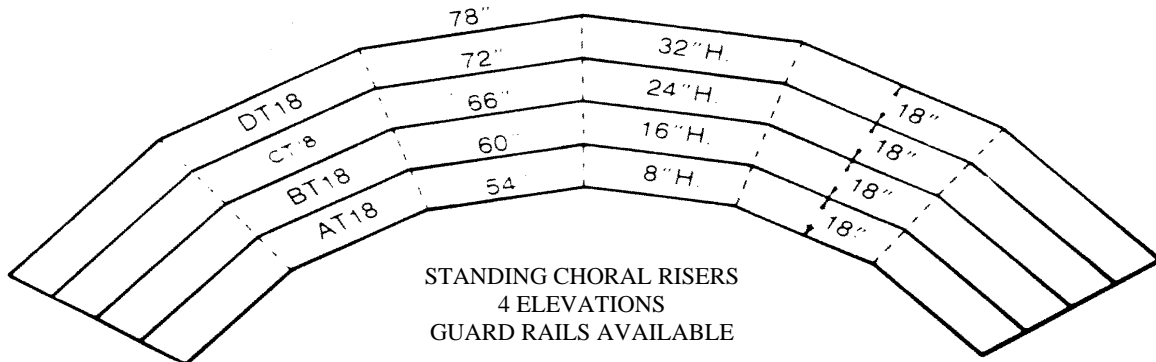 78"
72"
66"
60"
54
32"H.
24"H.
16"H.
8"H.
DT18
CT18
BT18
AT18
18"
18"
18"
18"
STANDING CHORAL RISERS
4 ELEVATIONS
GUARD RAILS AVAILABLE